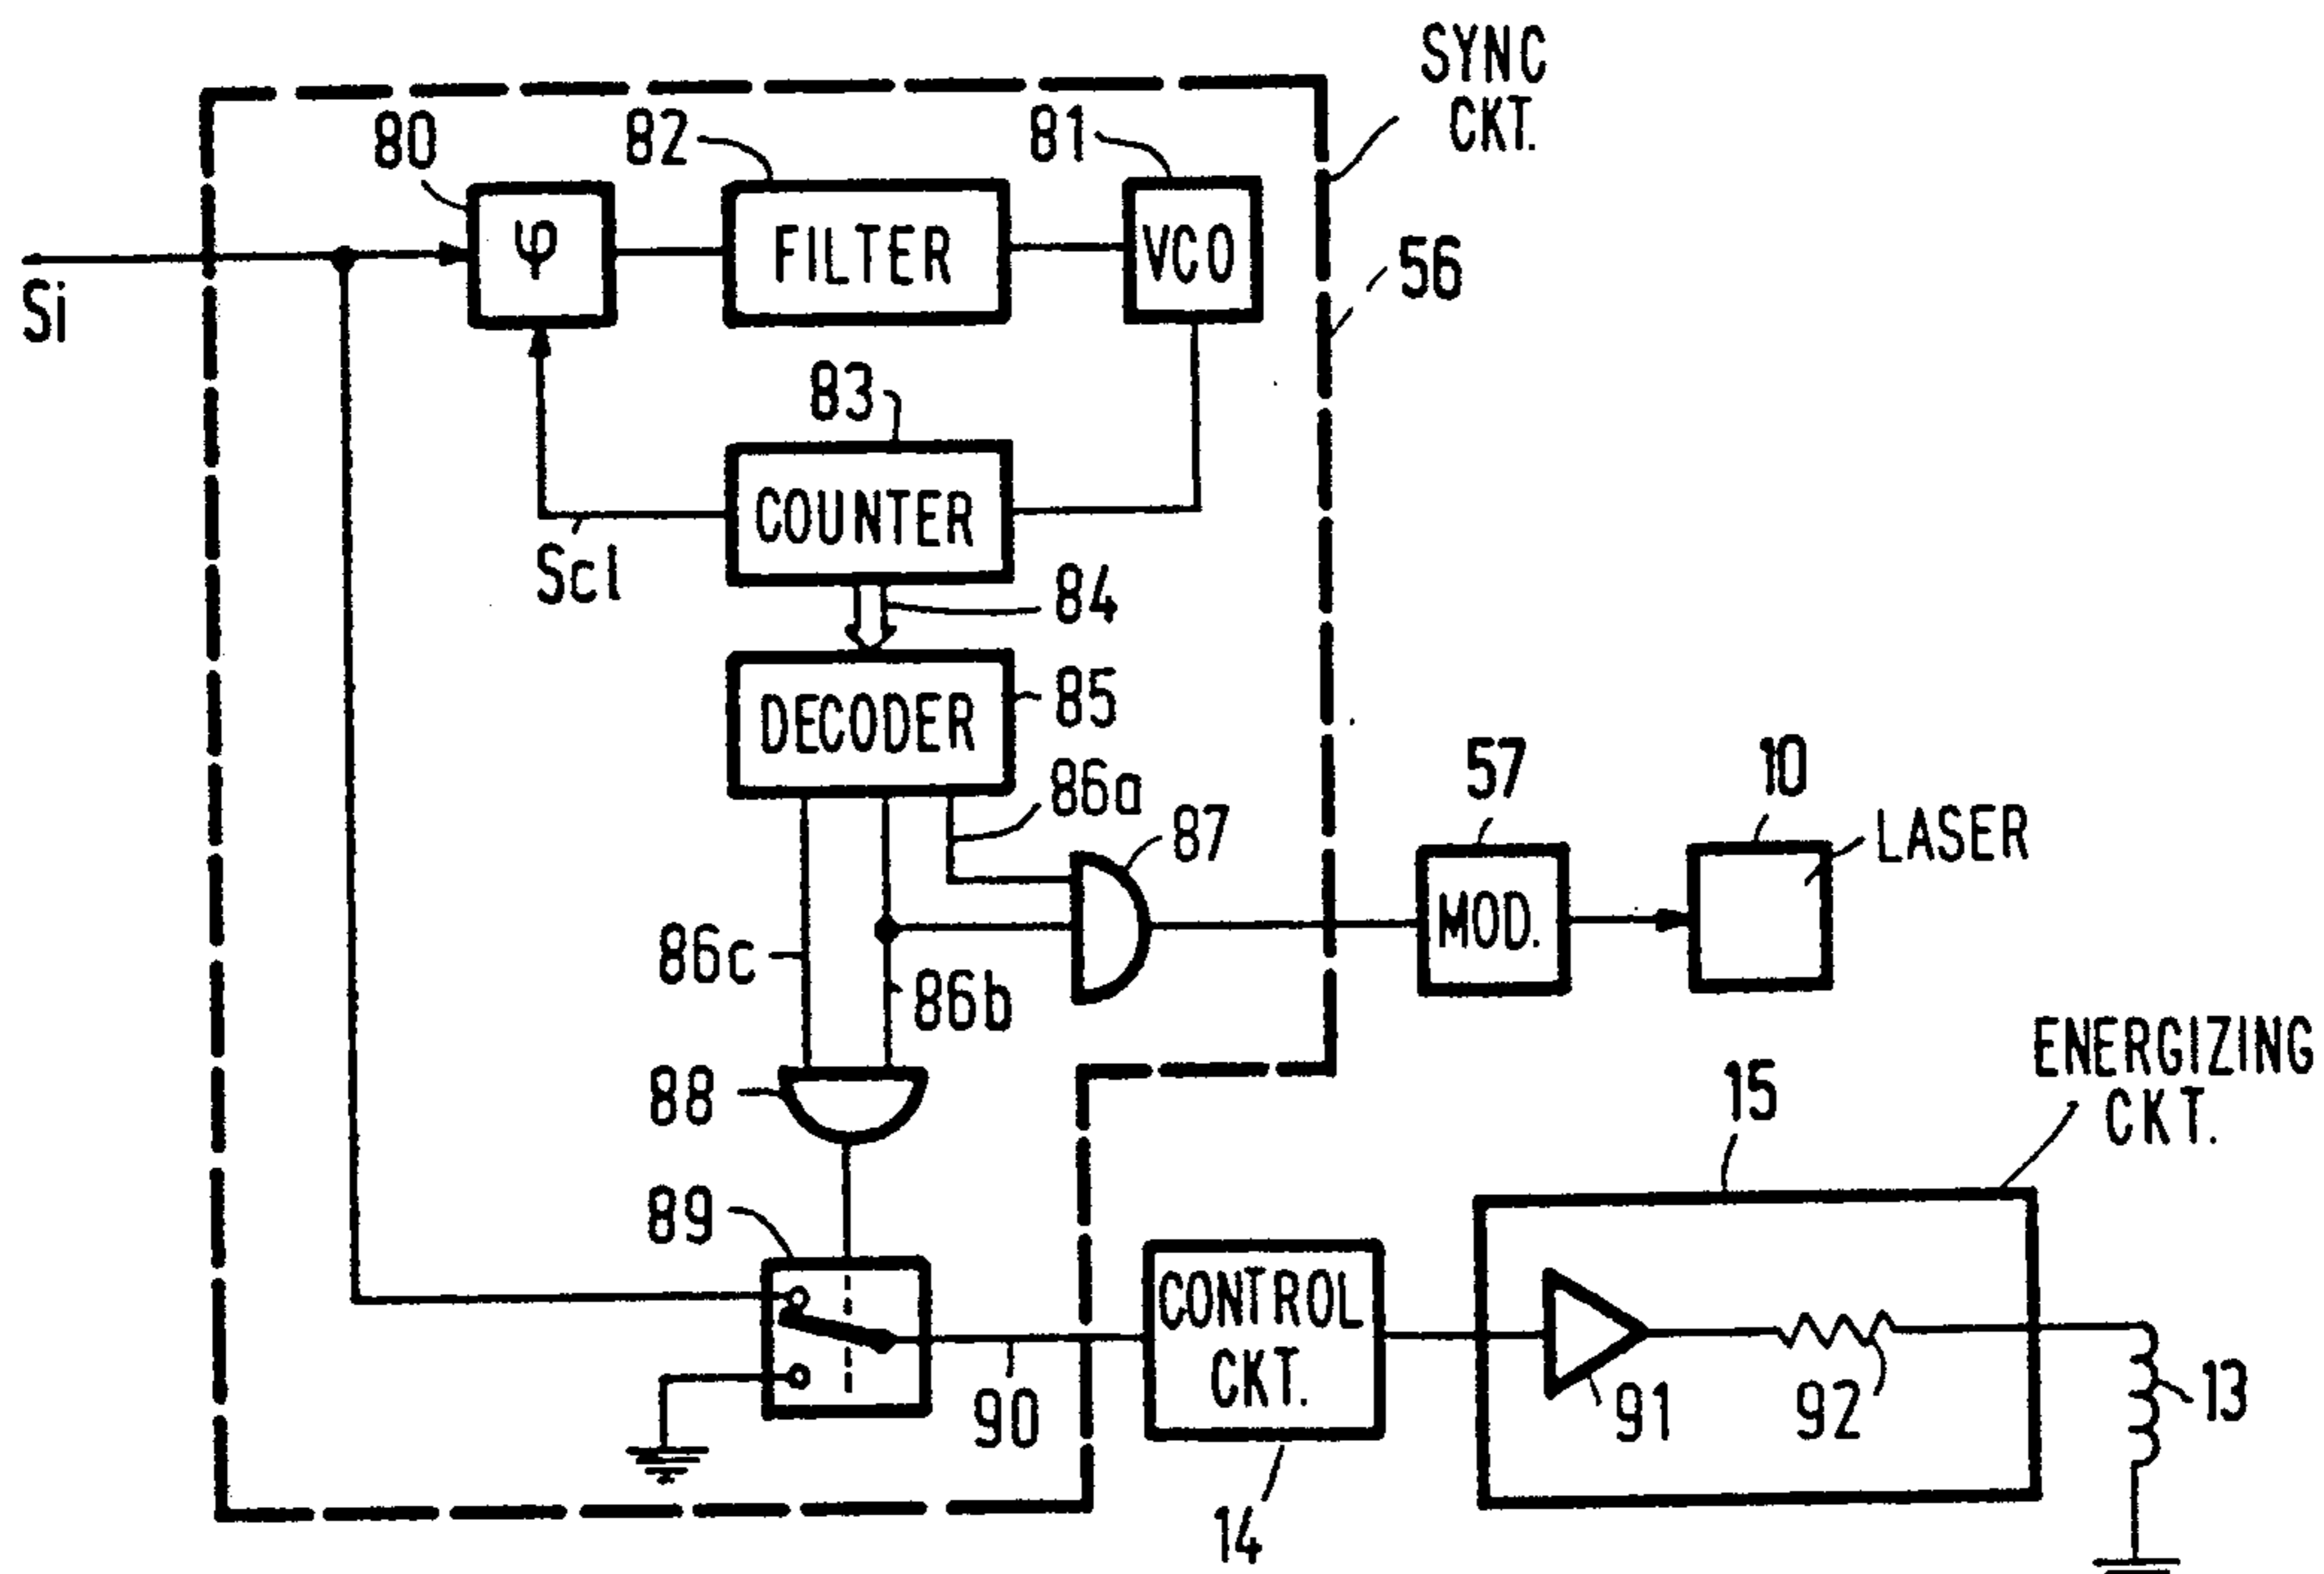 SYNC
CKT.
80
82
81
φ
FILTER
VCO
56
Si
83
COUNTER
Scl
84
DECODER
85
86a
87
57
10
LASER
MOD.
86c
86b
88
ENERGIZING
CKT.
15
89
CONTROL
CKT.
90
91
92
13
14